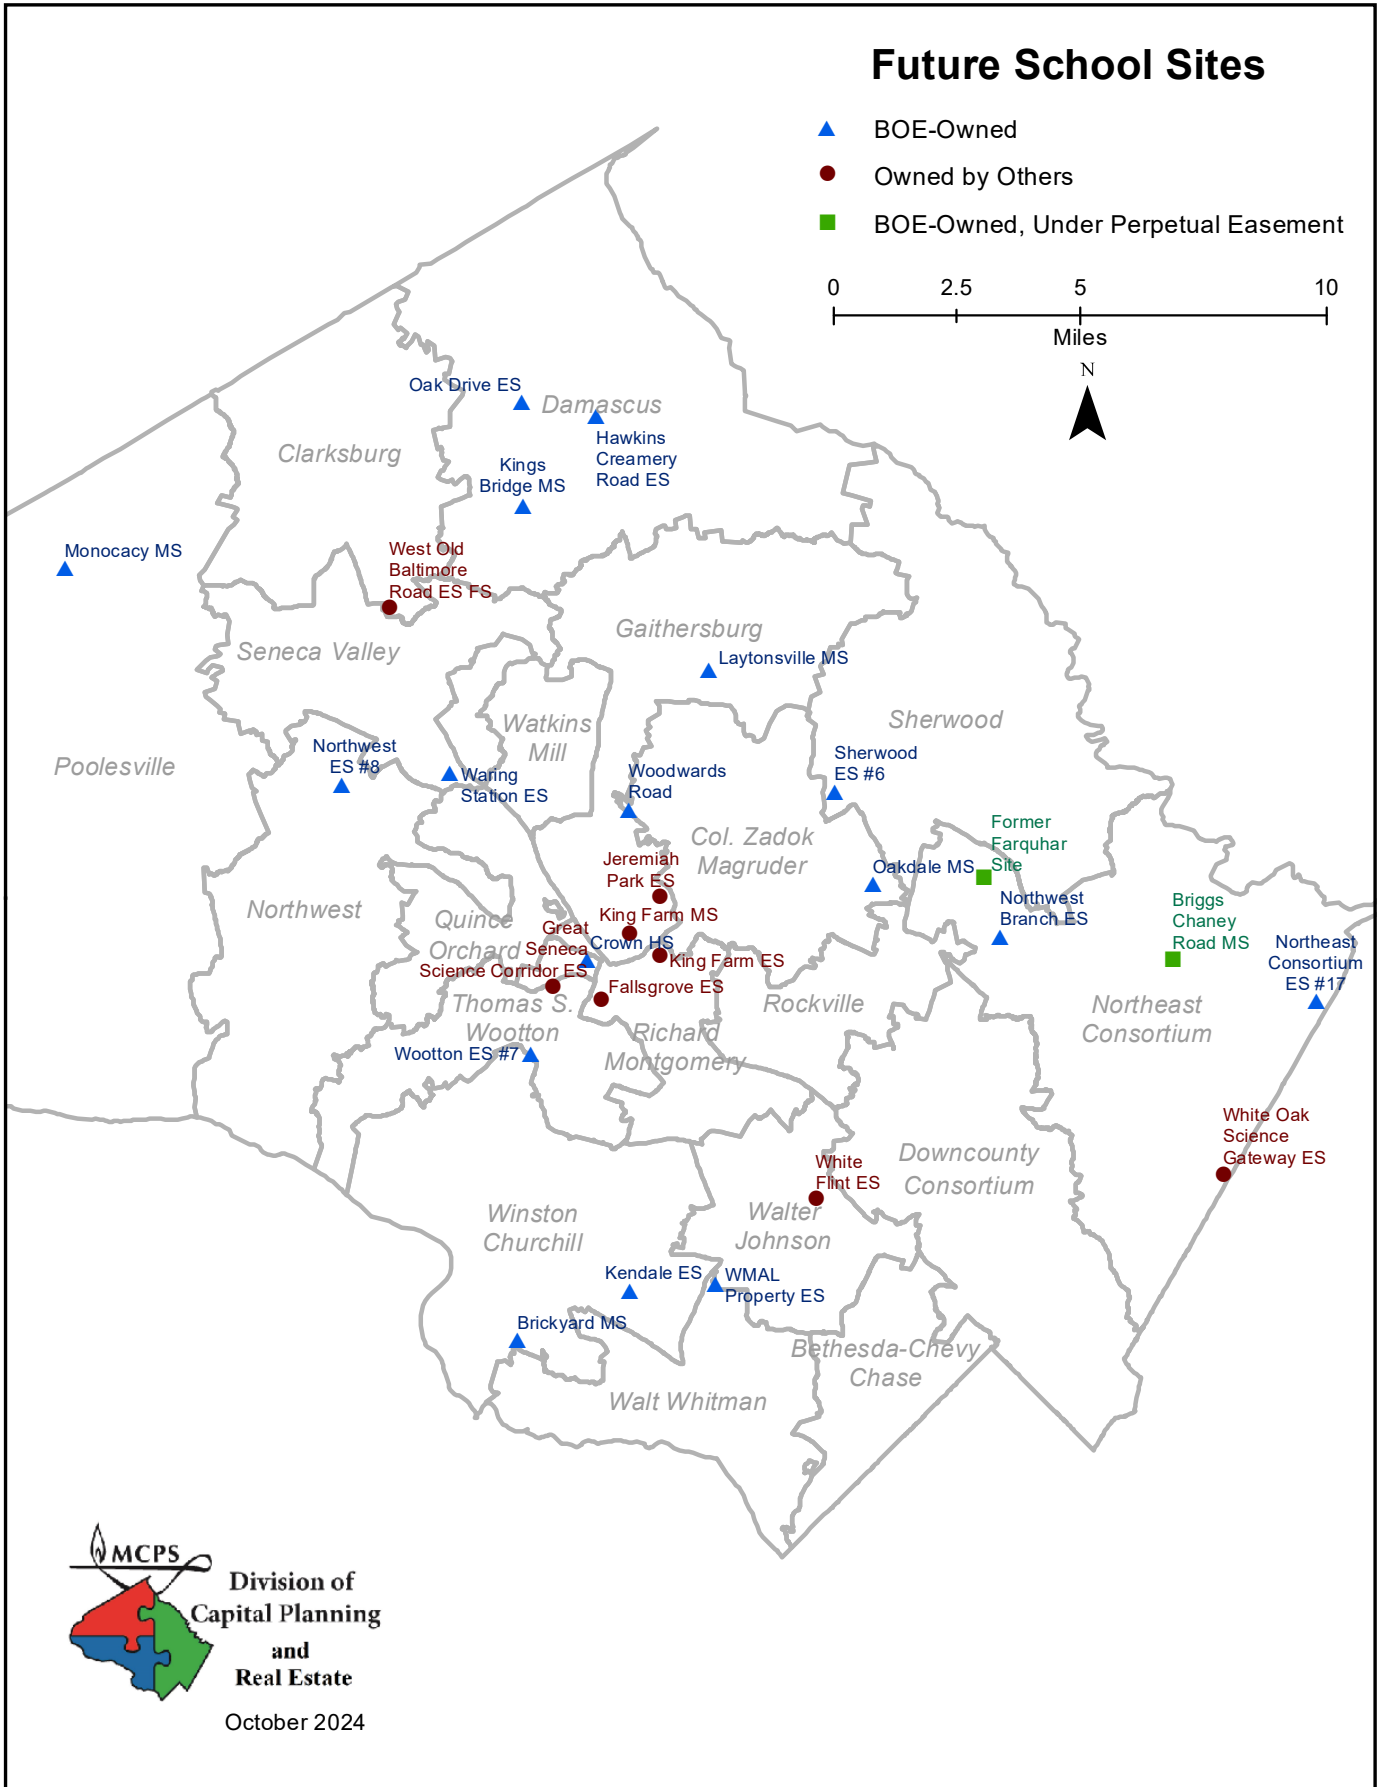 Future School Sites
BOE-Owned
Owned by Others
BOE-Owned, Under Perpetual Easement
0 2.5 5 10
Miles
N
Oak Drive ES
Damascus
Hawkins
Creamery
Road ES
Clarksburg
Kings
Bridge MS
Monocacy MS
West Old
Baltimore
Road ES FS
Seneca Valley
Gaithersburg
Laytonsville MS
Watkins
Mill
Sherwood
Poolesville
Northwest
ES #8
Waring
Station ES
Woodwards
Road
Sherwood
ES #6
Col. Zadok
Magruder
Former
Farquhar
Site
Oakdale MS
Jeremiah
Park ES
Northwest
Branch ES
Northwest
Quince
Orchard
King Farm MS
Great
Seneca
Science Corridor ES
Crown HS
King Farm ES
Briggs
Chaney
Road MS
Northeast
Consortium
ES #17
Fallsgrove ES
Thomas S.
Wootton
Rockville
Northeast
Consortium
Richard
Montgomery
Wootton ES #7
White Oak
Science
Gateway ES
Downcounty
Consortium
White
Flint ES
Winston
Churchill
Walter
Johnson
Kendale ES
WMAL
Property ES
Brickyard MS
Bethesda-Chevy
Chase
Walt Whitman
MCPS
Division of
Capital Planning
and
Real Estate
October 2024